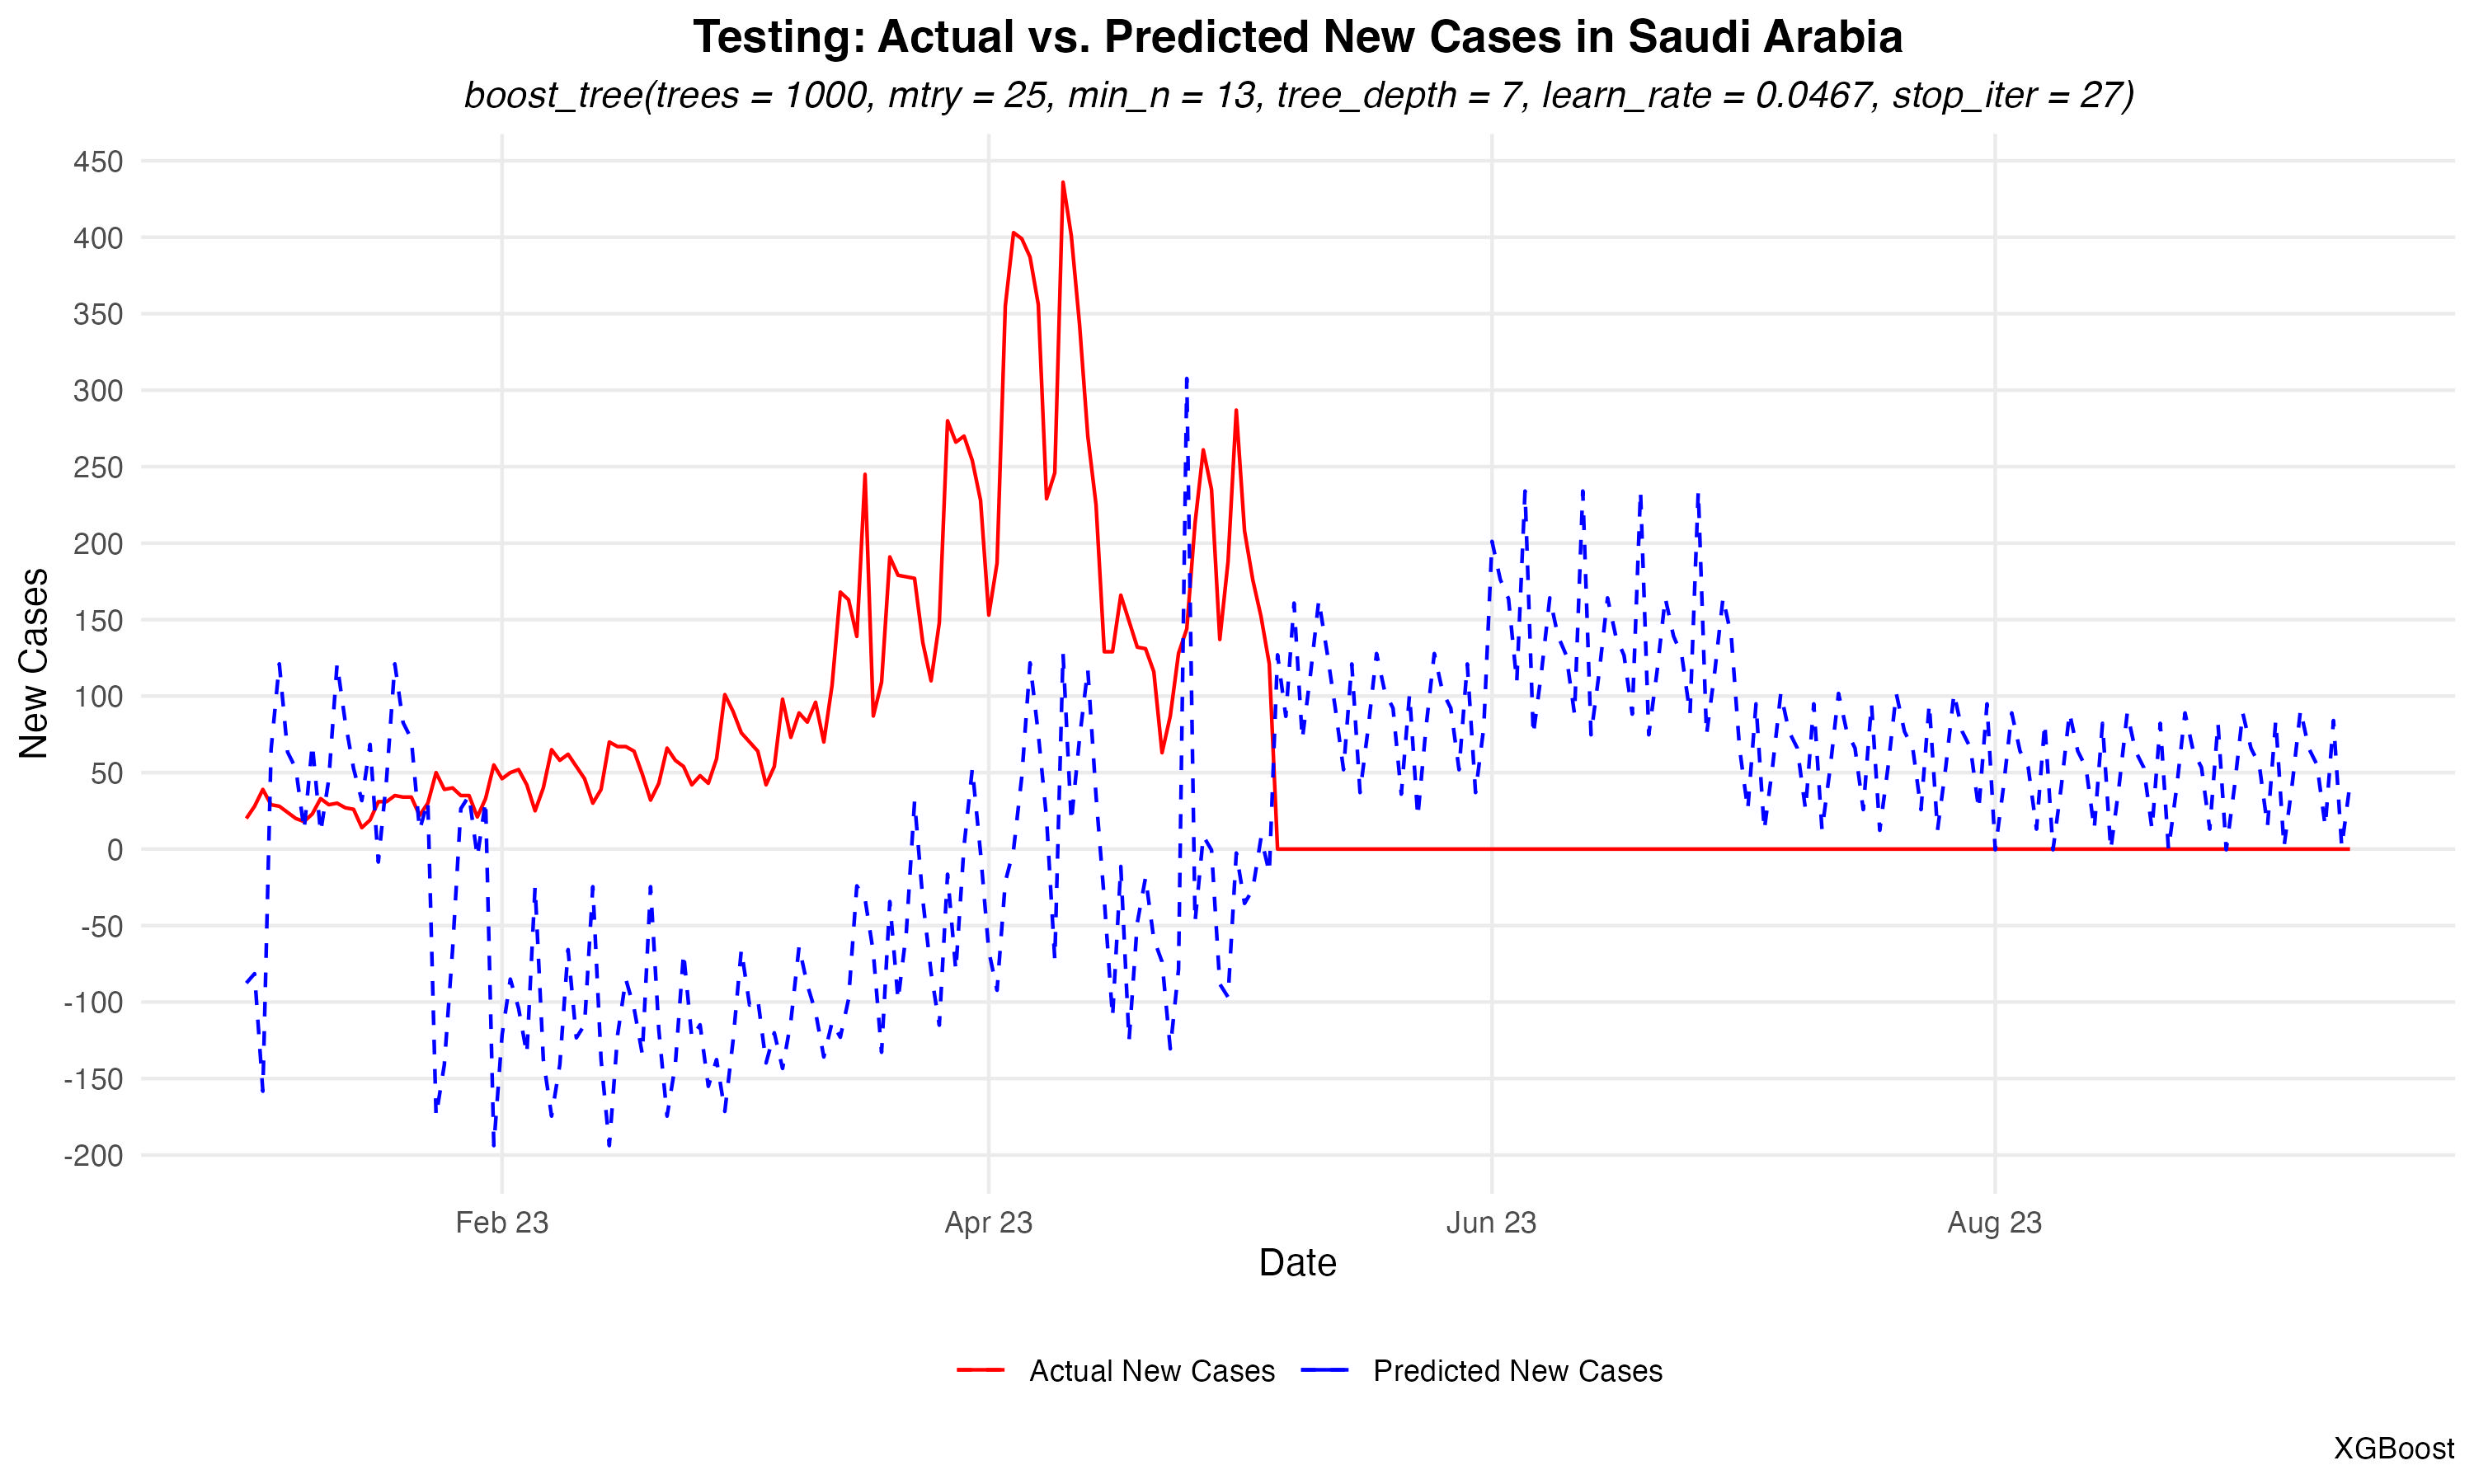 Testing: Actual vs. Predicted New Cases in Saudi Arabia
boost_tree(trees = 1000, mtry = 25, min_n = 13, tree_depth = 7, learn_rate = 0.0467, stop_iter = 27)
New Cases
450
400
350
300
250
200
150
100
50
0
-50
-100
-150
-200
Feb 23 Apr 23 Jun 23 Aug 23
Date
Actual New Cases Predicted New Cases
XGBoost